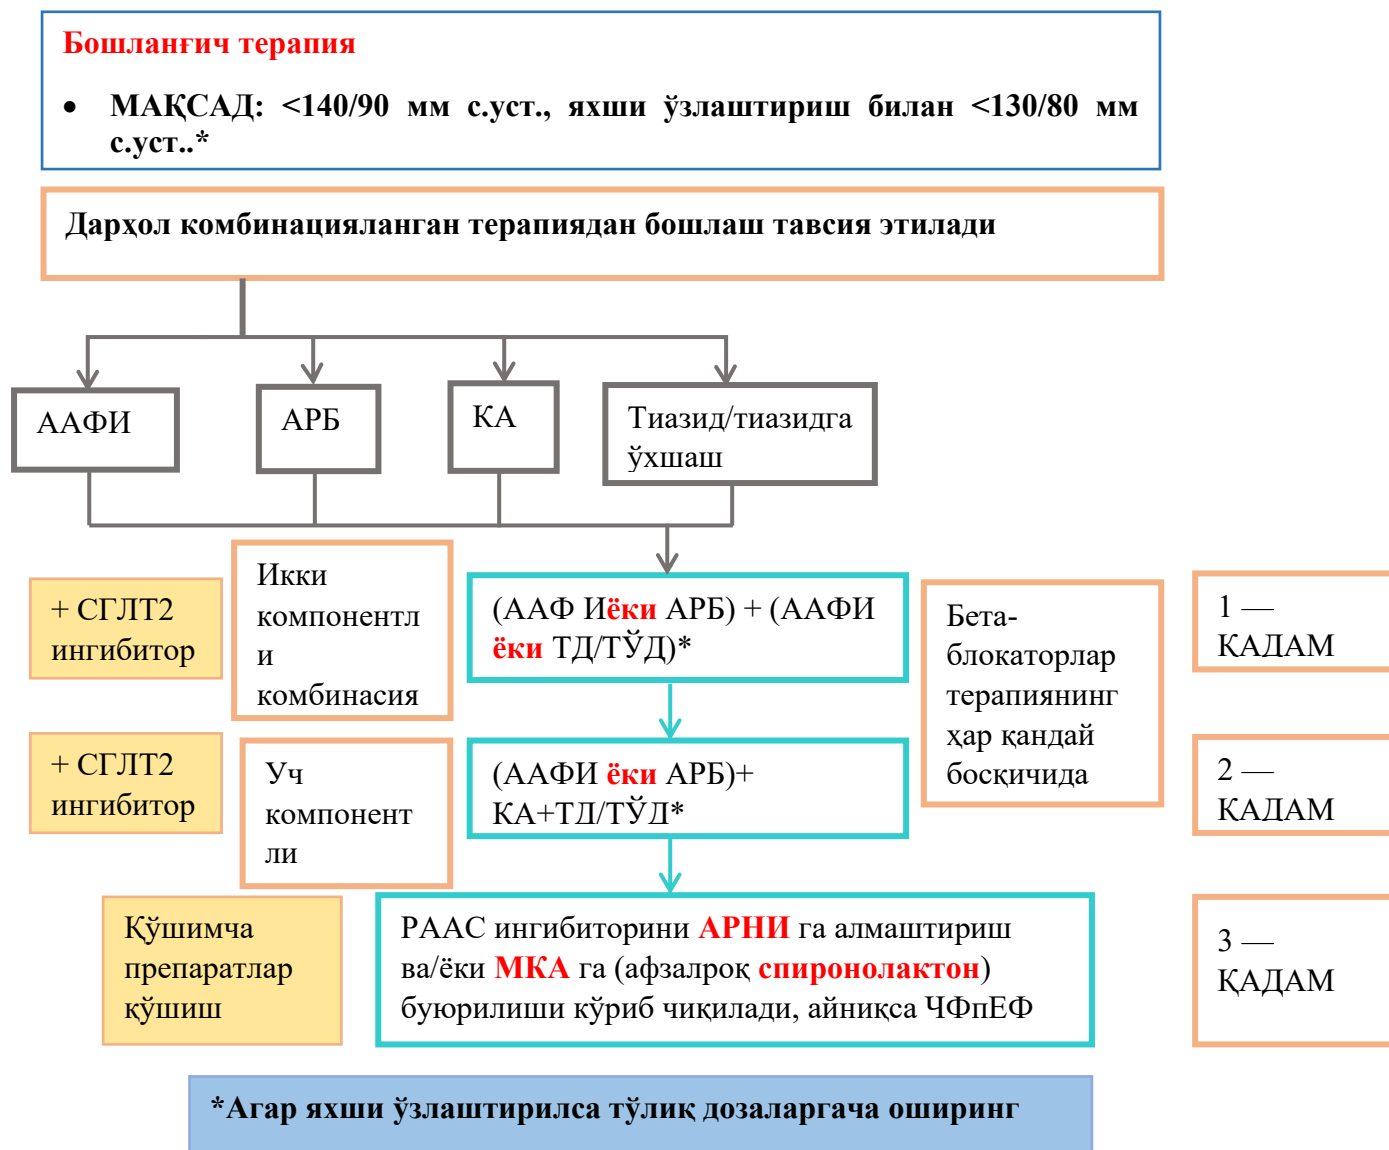 Бошланғич терапия
• МАҚСАД: <140/90 мм с.уст., яхши ўзлаштириш билан <130/80 мм
с.уст..*
Дарҳол комбинацияланган терапиядан бошлаш тавсия этилади
ААФИ
АРБ
КА
Тиазид/тиазидга
ўхшаш
+ СГЛТ2
ингибитор
Икки
компонентл
и
комбинасия
(ААФ Иёки АРБ) + (ААФИ
ёки ТД/ТЎД)*
Бета-
блокаторлар
терапиянинг
ҳар қандай
босқичида
1 —
ҚАДАМ
+ СГЛТ2
ингибитор
Уч
компонент
ли
(ААФИ ёки АРБ)+
КА+ТД/ТЎД*
2 —
ҚАДАМ
Қўшимча
препаратлар
қўшиш
РААС ингибиторини АРНИ га алмаштириш
ва/ёки МКА га (афзалроқ спиронолактон)
буюрилиши кўриб чиқилади, айниқса ЧФпЕФ
3 —
ҚАДАМ
*Агар яхши ўзлаштирилса тўлиқ дозаларгача оширинг